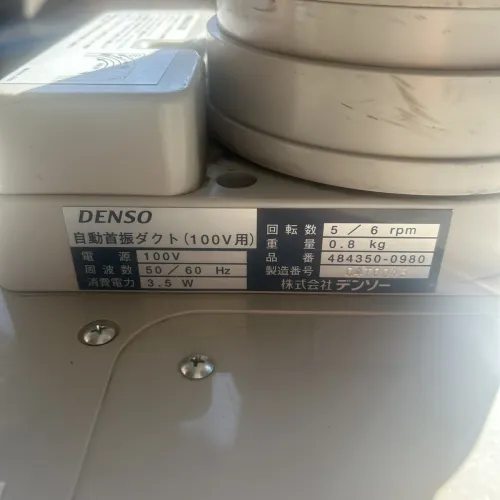 DENSO
自動首振ダクト(100V用)
電源 100V
周波数 50/60 Hz
消費電力 3.5 W
回転数 5/6 rpm
重量 0.8 kg
品番 484350-0980
製造番号
株式会社デンソー